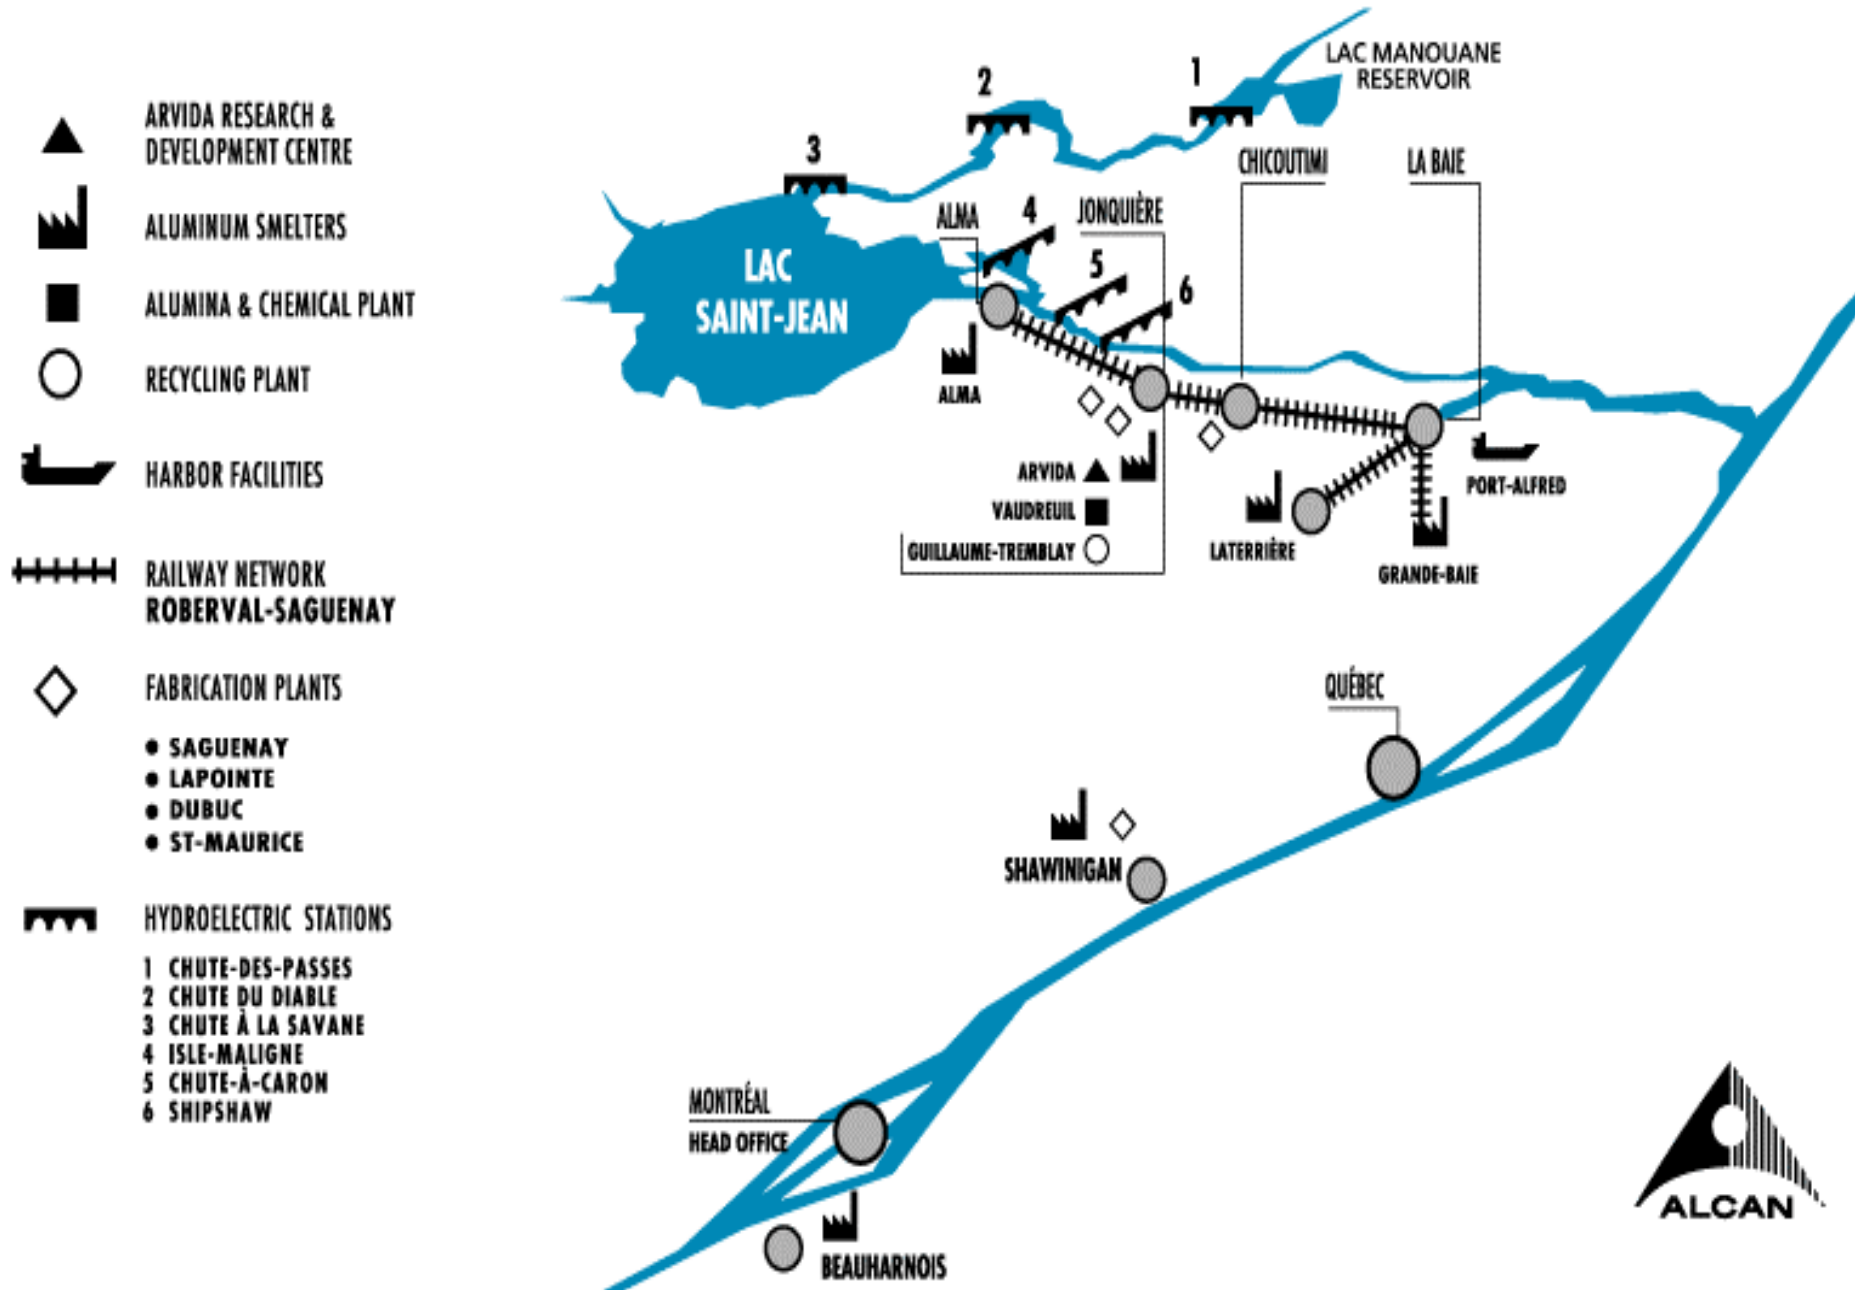 ARVIDA RESEARCH &
DEVELOPMENT CENTRE
ALUMINUM SMELTERS
ALUMINA & CHEMICAL PLANT
RECYCLING PLANT
HARBOR FACILITIES
RAILWAY NETWORK
ROBERVAL-SAGUENAY
FABRICATION PLANTS
• SAGUENAY
• LAPOINTE
• DUBUC
• ST-MAURICE
HYDROELECTRIC STATIONS
1 CHUTE-DES-PASSES
2 CHUTE DU DIABLE
3 CHUTE À LA SAVANE
4 ISLE-MALIGNE
5 CHUTE-À-CARON
6 SHIPSHAW
LAC MANOUANE
RESERVOIR
1
2
3
CHICOUTIMI
LA BAIE
ALMA
4
JONQUIÈRE
5
6
LAC
SAINT-JEAN
ALMA
ARVIDA
VAUDREUIL
GUILLAUME-TREMBLAY
LATERRIÈRE
PORT-ALFRED
GRANDE-BAIE
QUÉBEC
SHAWINIGAN
MONTRÉAL
HEAD OFFICE
BEAUHARNOIS
ALCAN